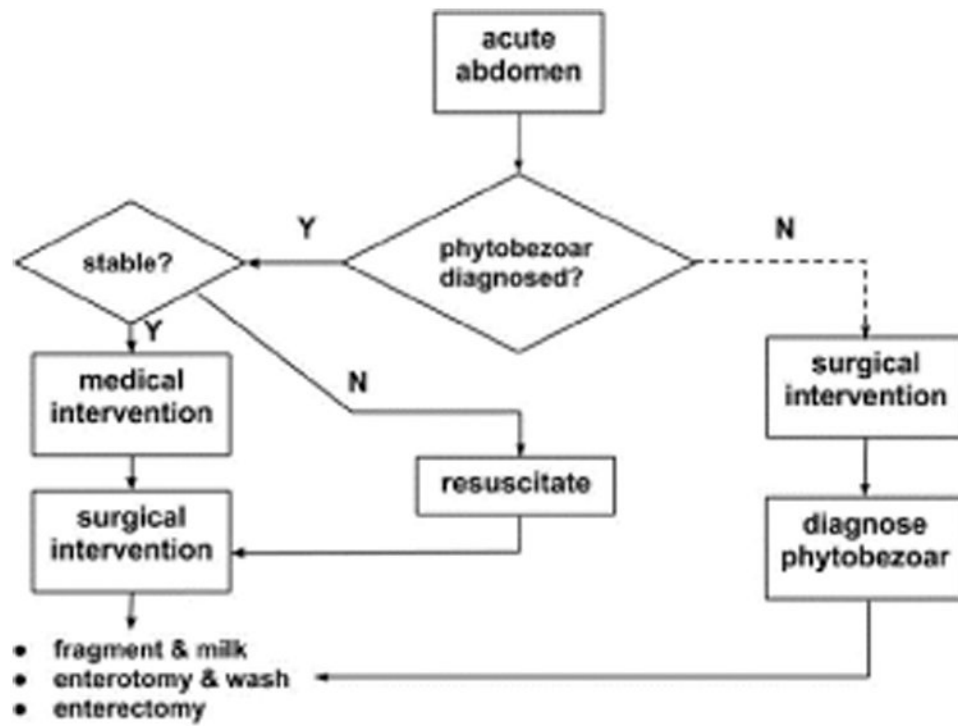 acute
abdomen
phytobezoar
diagnosed?
Y
N
stable?
Y
N
medical
intervention
surgical
intervention
resuscitate
surgical
intervention
diagnose
phytobezoar
● fragment & milk
● enterotomy & wash
● enterectomy